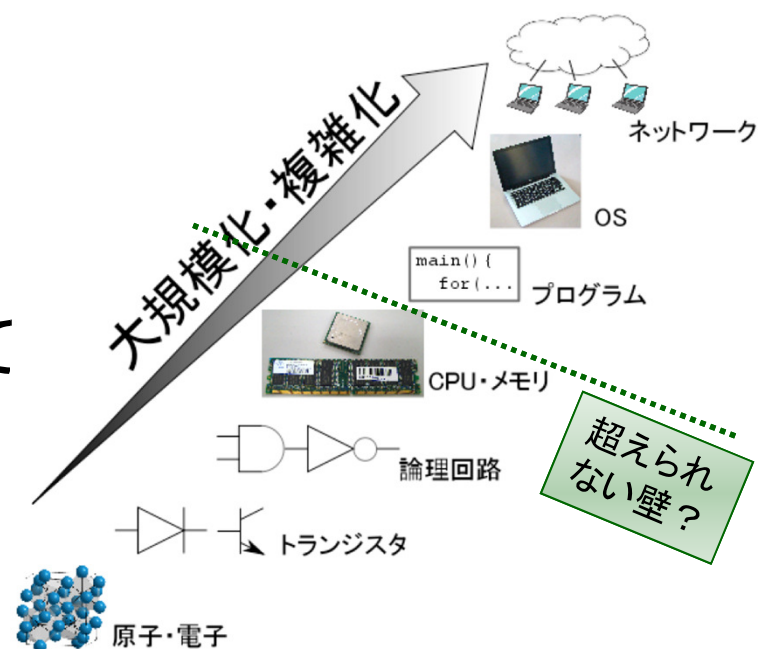 ネットワーク
大規模化・複雑化
OS
main(){
for(...
プログラム
CPU・メモリ
超えられ
ない壁？
論理回路
トランジスタ
原子・電子